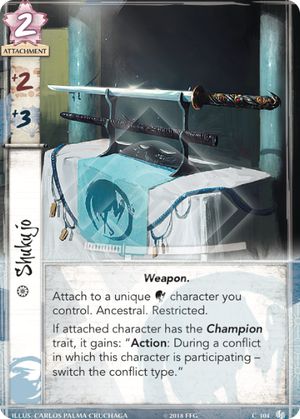 2
ATTACHMENT
+2
+3
Shukujo
Weapon.
Attach to a unique character you
control. Ancestral. Restricted.
If attached character has the Champion
trait, it gains: “Action: During a conflict
in which this character is participating –
switch the conflict type.”
ILLUS· CARLOS PALMA CRUCHAGA
©2018 FFG
104